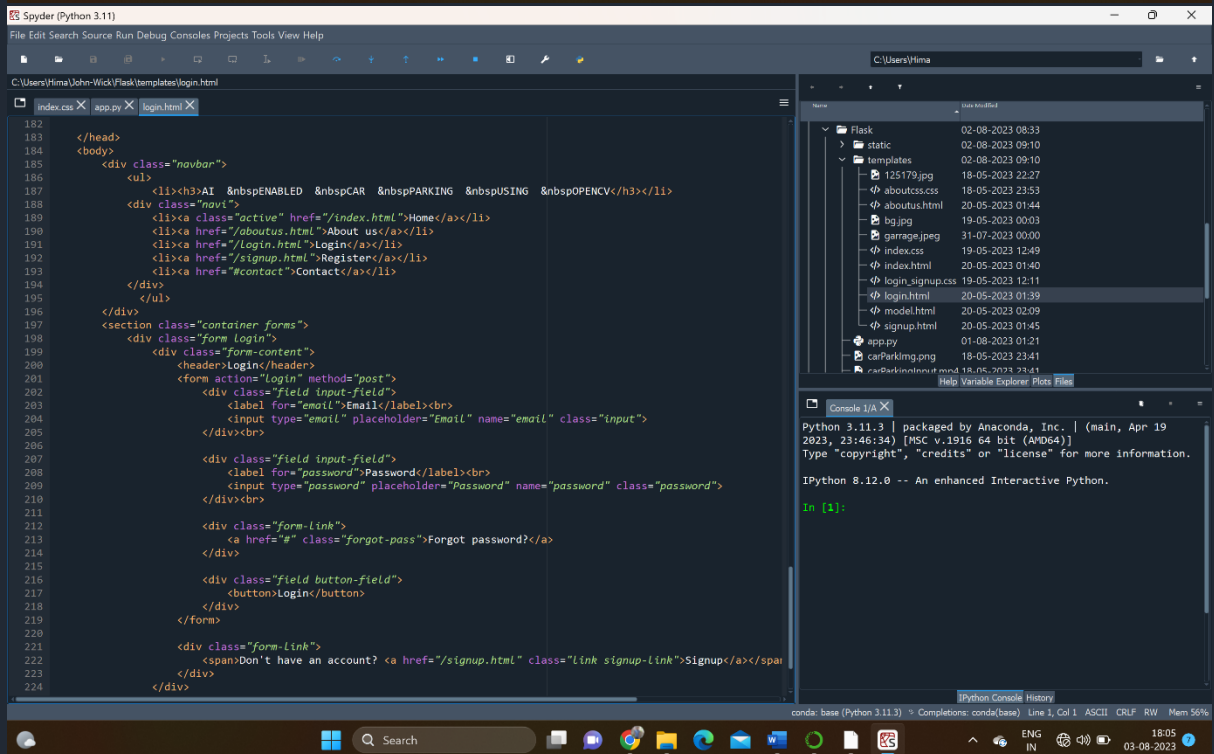 Spyder (Python 3.11)
File Edit Search Source Run Debug Consoles Projects Tools View Help
C:\Users\Hima
C:\Users\Hima\John-Wick\Flask\templates\login.html
index.css app.py login.html
182
183 </head>
184 <body>
185 <div class="navbar">
186 <ul>
187 <li><h3>AI &nbspENABLED &nbspCAR &nbspPARKING &nbspUSING &nbspOPENCV</h3></li>
188 <div class="navi">
189 <li><a class="active" href="/index.html">Home</a></li>
190 <li><a href="/aboutus.html">About us</a></li>
191 <li><a href="/login.html">Login</a></li>
192 <li><a href="/signup.html">Register</a></li>
193 <li><a href="#contact">Contact</a></li>
194 </div>
195 </ul>
196 </div>
197 <section class="container forms">
198 <div class="form login">
199 <div class="form-content">
200 <header>Login</header>
201 <form action="login" method="post">
202 <div class="field input-field">
203 <label for="email">Email</label><br>
204 <input type="email" placeholder="Email" name="email" class="input">
205 </div><br>
206
207 <div class="field input-field">
208 <label for="password">Password</label><br>
209 <input type="password" placeholder="Password" name="password" class="password">
210 </div><br>
211
212 <div class="form-link">
213 <a href="#" class="forgot-pass">Forgot password?</a>
214 </div>
215
216 <div class="field button-field">
217 <button>Login</button>
218 </div>
219 </form>
220
221 <div class="form-link">
222 <span>Don't have an account? <a href="/signup.html" class="link signup-link">Signup</a></spa
223 </div>
224 </div>
Name Date Modified
Flask 02-08-2023 08:33
static 02-08-2023 09:10
templates 02-08-2023 09:10
125179.jpg 18-05-2023 22:27
aboutcss.css 18-05-2023 23:53
aboutus.html 20-05-2023 01:44
bg.jpg 19-05-2023 00:03
garrage.jpeg 31-07-2023 00:00
index.css 19-05-2023 12:49
index.html 20-05-2023 01:40
login_signup.css 19-05-2023 12:11
login.html 20-05-2023 01:39
model.html 20-05-2023 02:09
signup.html 20-05-2023 01:45
app.py 01-08-2023 01:21
carParkImg.png 18-05-2023 23:41
carParkingInput.mp4 18-05-2023 23:41
Help Variable Explorer Plots Files
Console 1/A
Python 3.11.3 | packaged by Anaconda, Inc. | (main, Apr 19
2023, 23:46:34) [MSC v.1916 64 bit (AMD64)]
Type "copyright", "credits" or "license" for more information.
IPython 8.12.0 -- An enhanced Interactive Python.
In [1]:
IPython Console History
conda: base (Python 3.11.3) Completions: conda(base) Line 1, Col 1 ASCII CRLF RW Mem 56%
Search
ENG
IN
18:05
03-08-2023
7